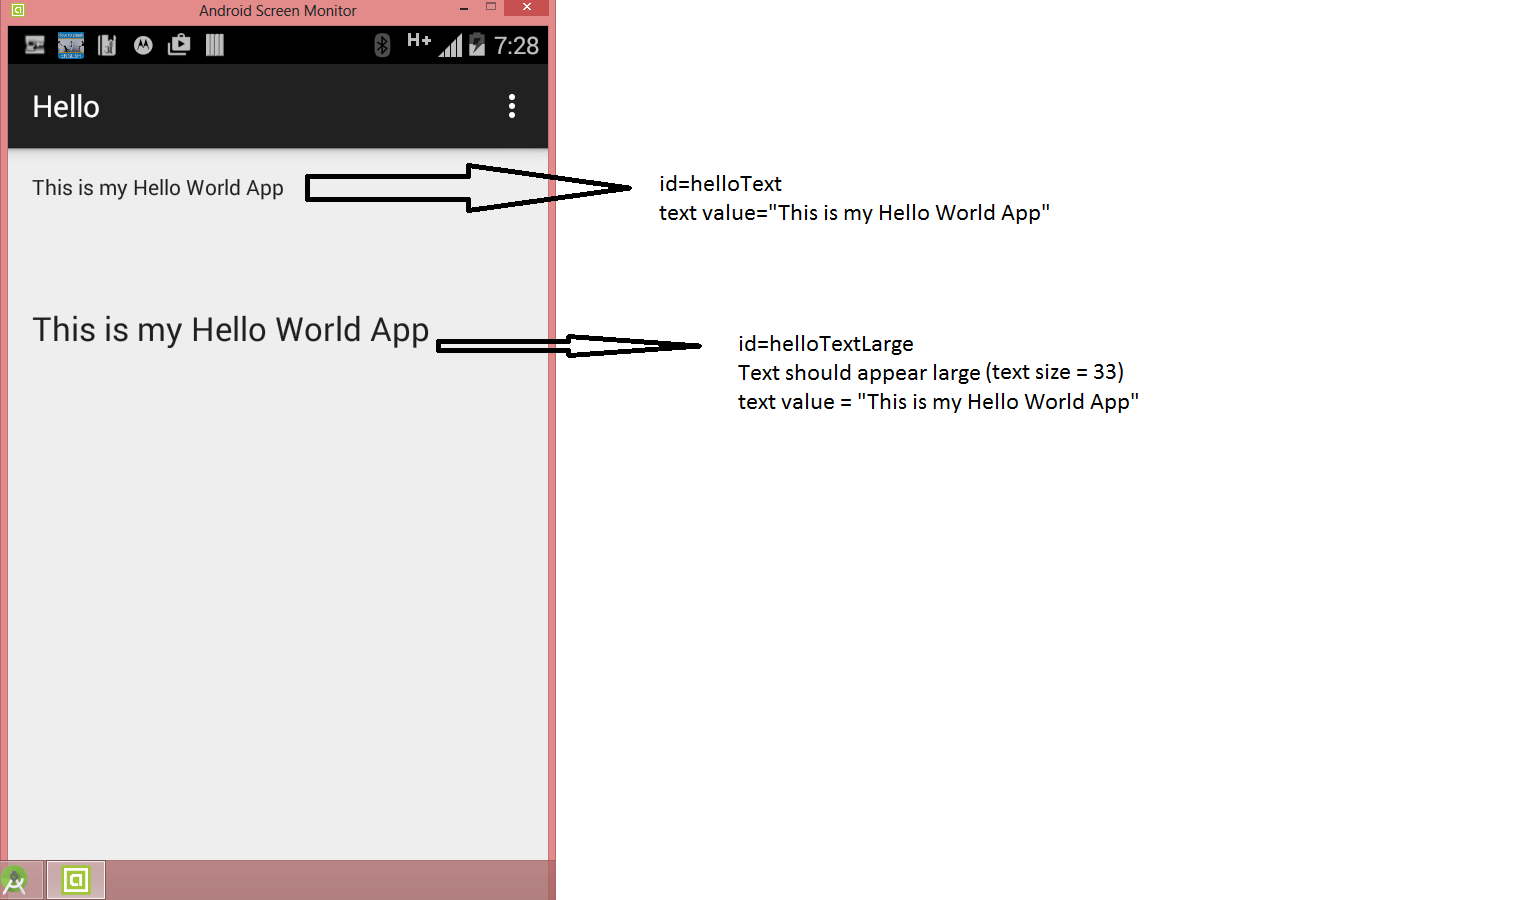 Android Screen Monitor
H+
7:28
Hello
This is my Hello World App
id=helloText
text value="This is my Hello World App"
This is my Hello World App
id=helloTextLarge
Text should appear large (text size = 33)
text value = "This is my Hello World App"